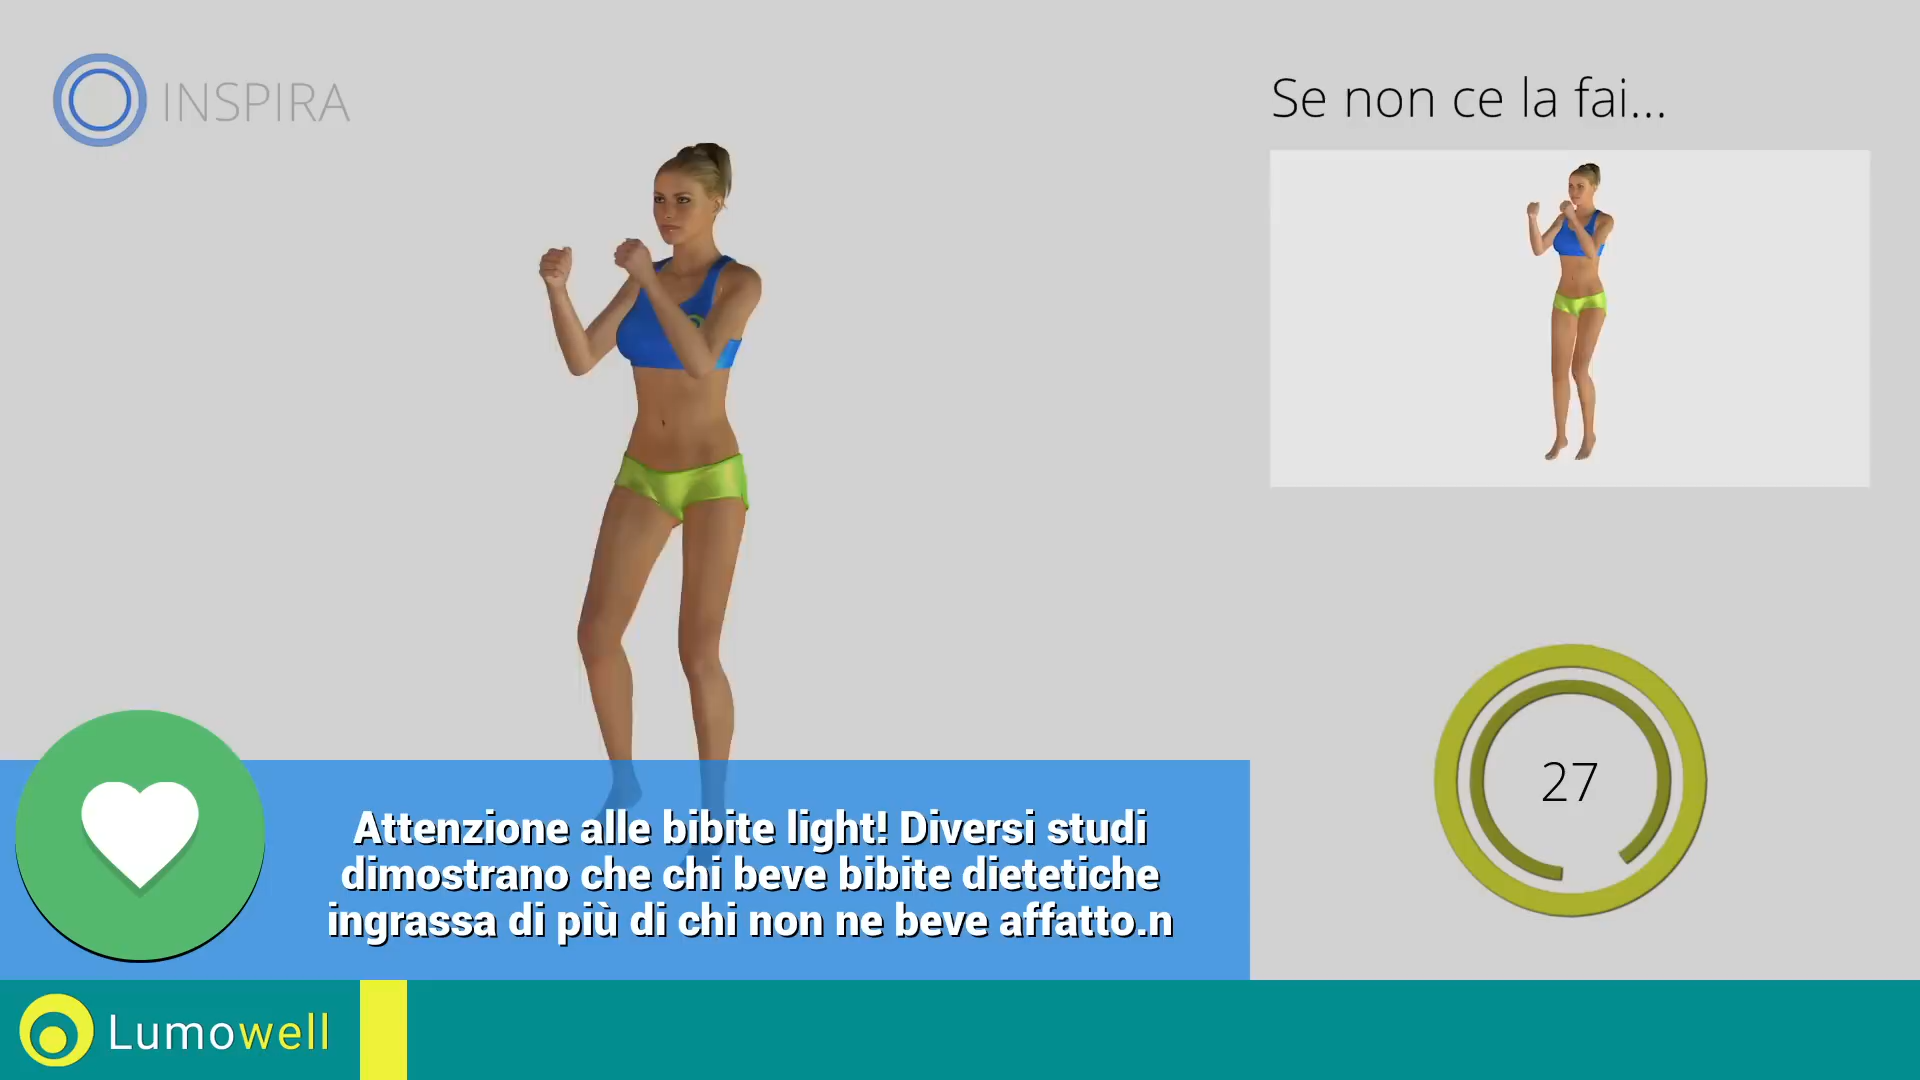 INSPIRA
Se non ce la fai...
27
Attenzione alle bibite light! Diversi studi
dimostrano che chi beve bibite dietetiche
ingrassa di più di chi non ne beve affatto.n
Lumowell